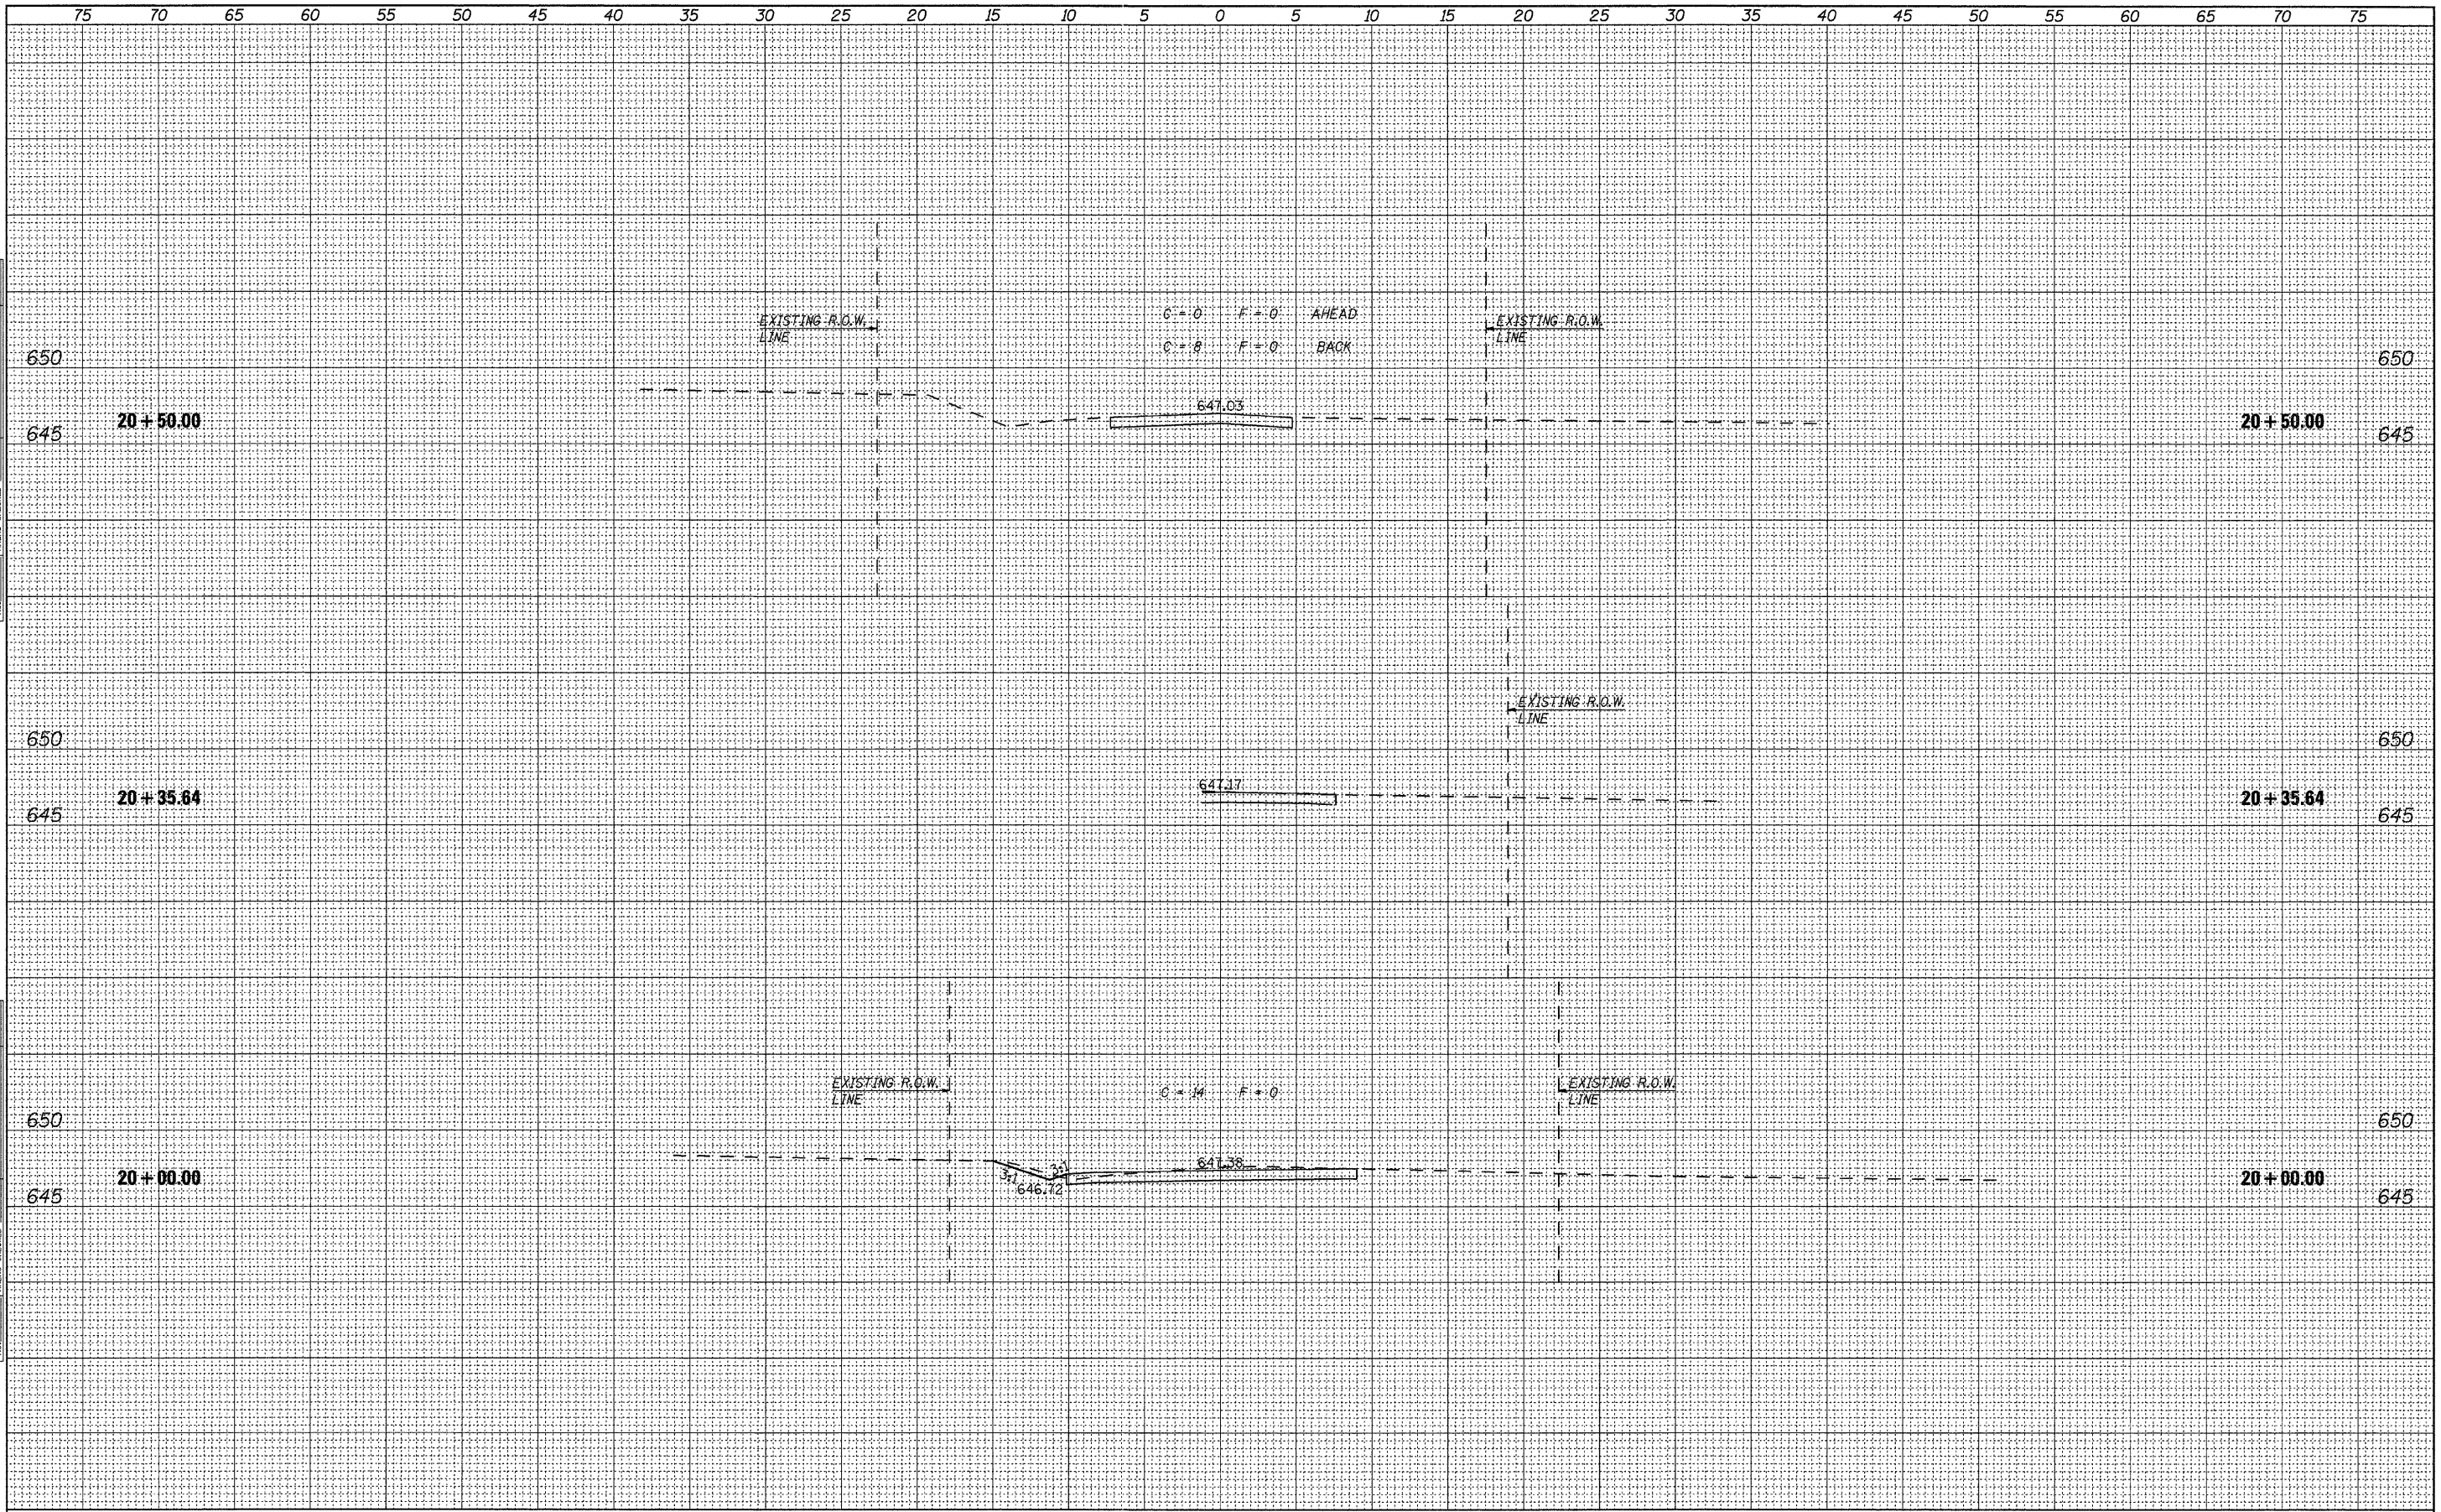 75 70 65 60 55 50 45 40 35 30 25 20 15 10 5 0 5 10 15 20 25 30 35 40 45 50 55 60 65 70 75
C = 0 F = 0 AHEAD
EXISTING R.O.W. LINE
EXISTING R.O.W. LINE
C = 8 F = 0 BACK
650 650
647.03
20 + 50.00 20 + 50.00
645 645
EXISTING R.O.W. LINE
650 650
647.17
20 + 35.64 20 + 35.64
645 645
EXISTING R.O.W. LINE
C = 14 F = 0
EXISTING R.O.W. LINE
650 650
647.38
3:1
3:1
20 + 00.00 20 + 00.00
646.72
645 645